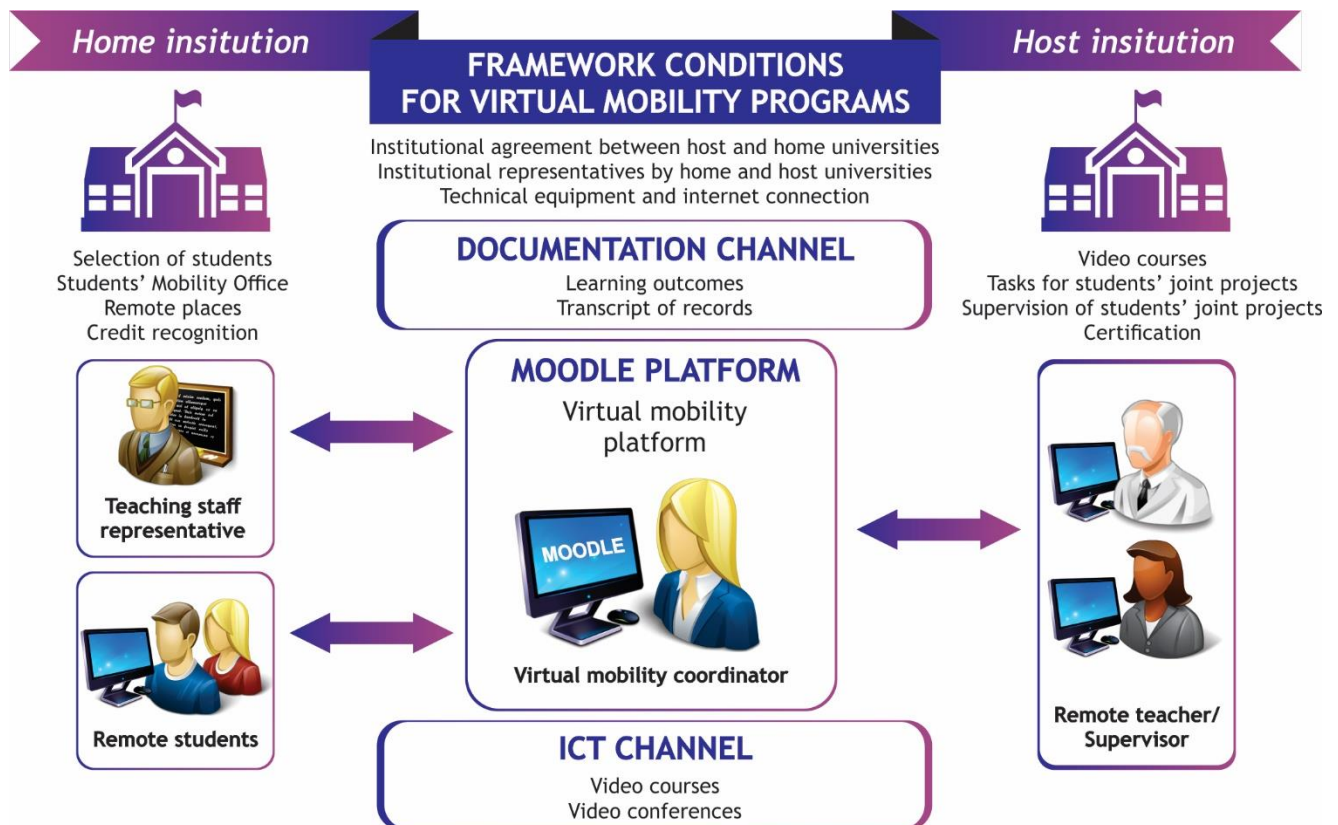 Home insitution
Host insitution
FRAMEWORK CONDITIONS
FOR VIRTUAL MOBILITY PROGRAMS
Institutional agreement between host and home universities
Institutional representatives by home and host universities
Technical equipment and internet connection
Selection of students
Students' Mobility Office
Remote places
Credit recognition
Teaching staff
representative
Remote students
DOCUMENTATION CHANNEL
Learning outcomes
Transcript of records
MOODLE PLATFORM
Virtual mobility
platform
MOODLE
Virtual mobility coordinator
ICT CHANNEL
Video courses
Video conferences
Video courses
Tasks for students' joint projects
Supervision of students' joint projects
Certification
Remote teacher/
Supervisor